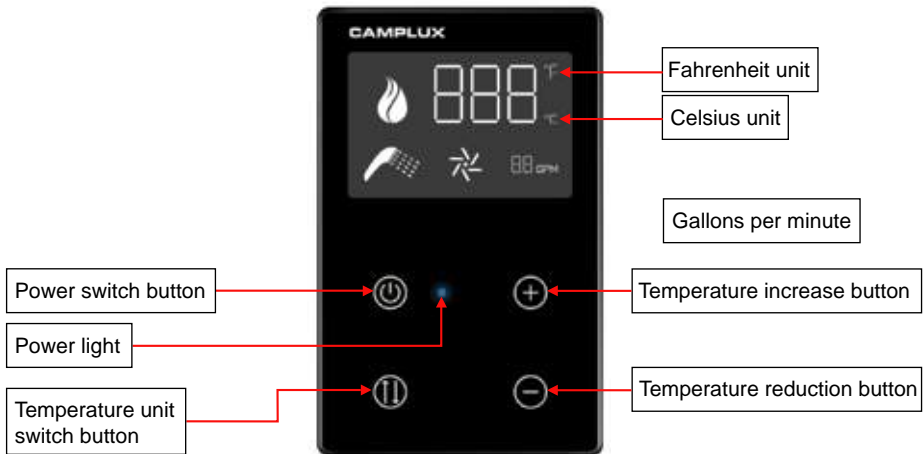 CAMPLUX
888 °F
°C
88 GPM
Fahrenheit unit
Celsius unit
Gallons per minute
Power switch button
Power light
Temperature unit
switch button
Temperature increase button
Temperature reduction button